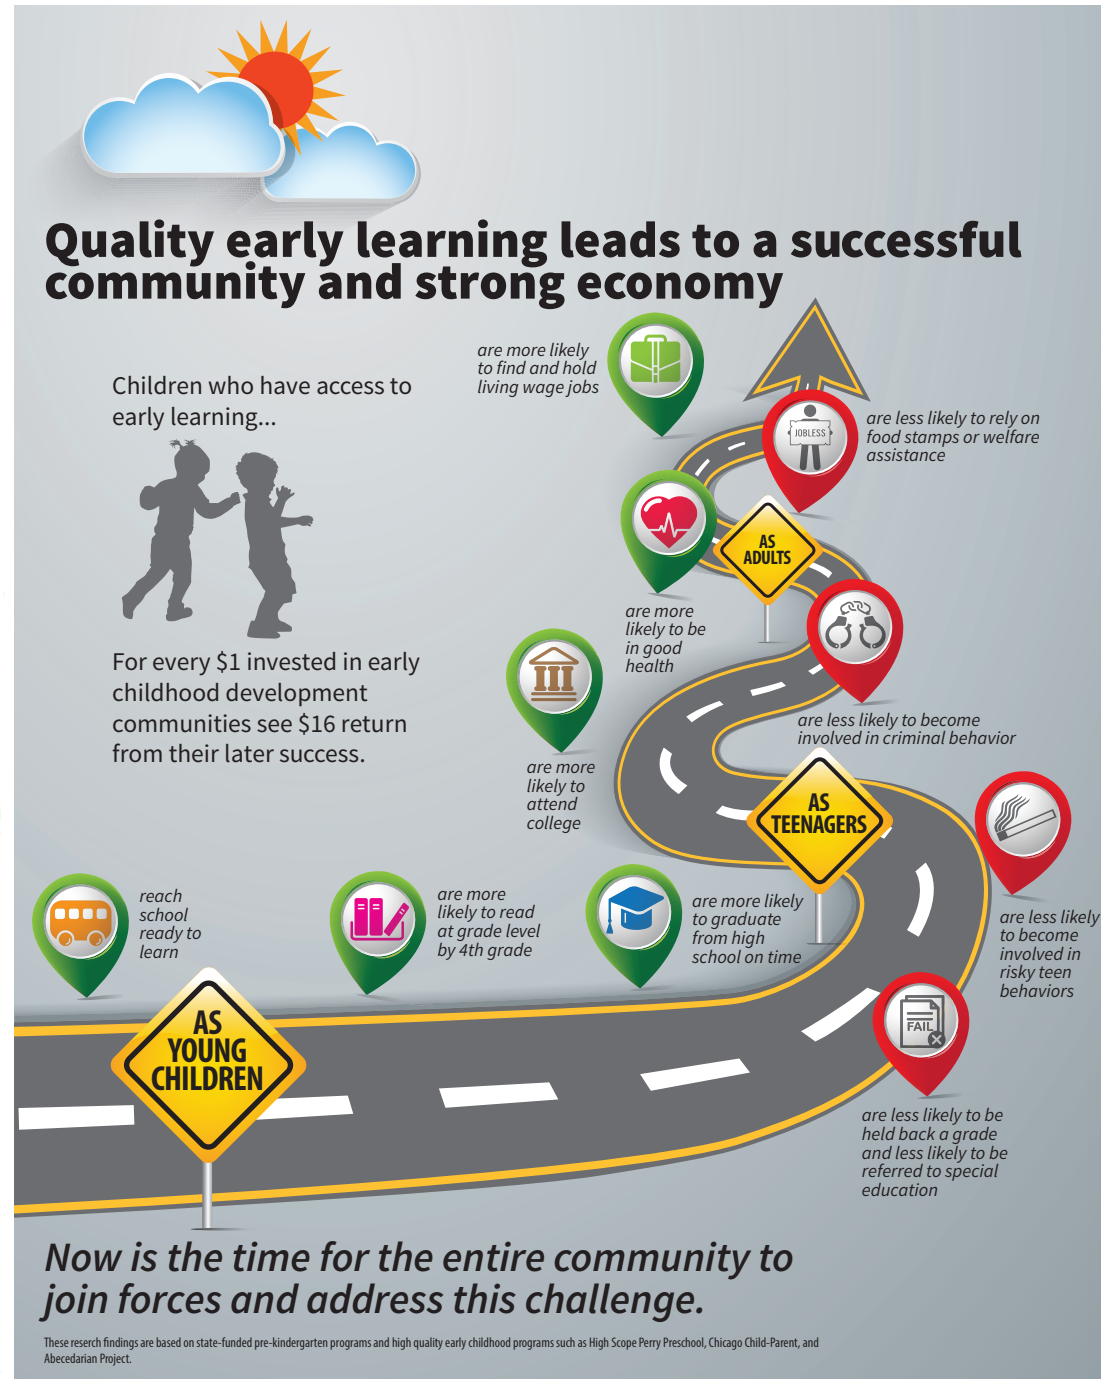 Quality early learning leads to a successful
community and strong economy
Children who have access to
early learning...
For every $1 invested in early
childhood development
communities see $16 return
from their later success.
are more likely
to find and hold
living wage jobs
JOBLESS
are less likely to rely on
food stamps or welfare
assistance
AS
ADULTS
are more
likely to be
in good
health
are less likely to become
involved in criminal behavior
are more
likely to
attend
college
AS
TEENAGERS
are less likely
to become
involved in
risky teen
behaviors
reach
school
ready to
learn
are more
likely to read
at grade level
by 4th grade
are more likely
to graduate
from high
school on time
FAIL
are less likely to be
held back a grade
and less likely to be
referred to special
education
AS
YOUNG
CHILDREN
Now is the time for the entire community to
join forces and address this challenge.
These reserch findings are based on state-funded pre-kindergarten programs and high quality early childhood programs such as High Scope Perry Preschool, Chicago Child-Parent, and
Abecedarian Project.